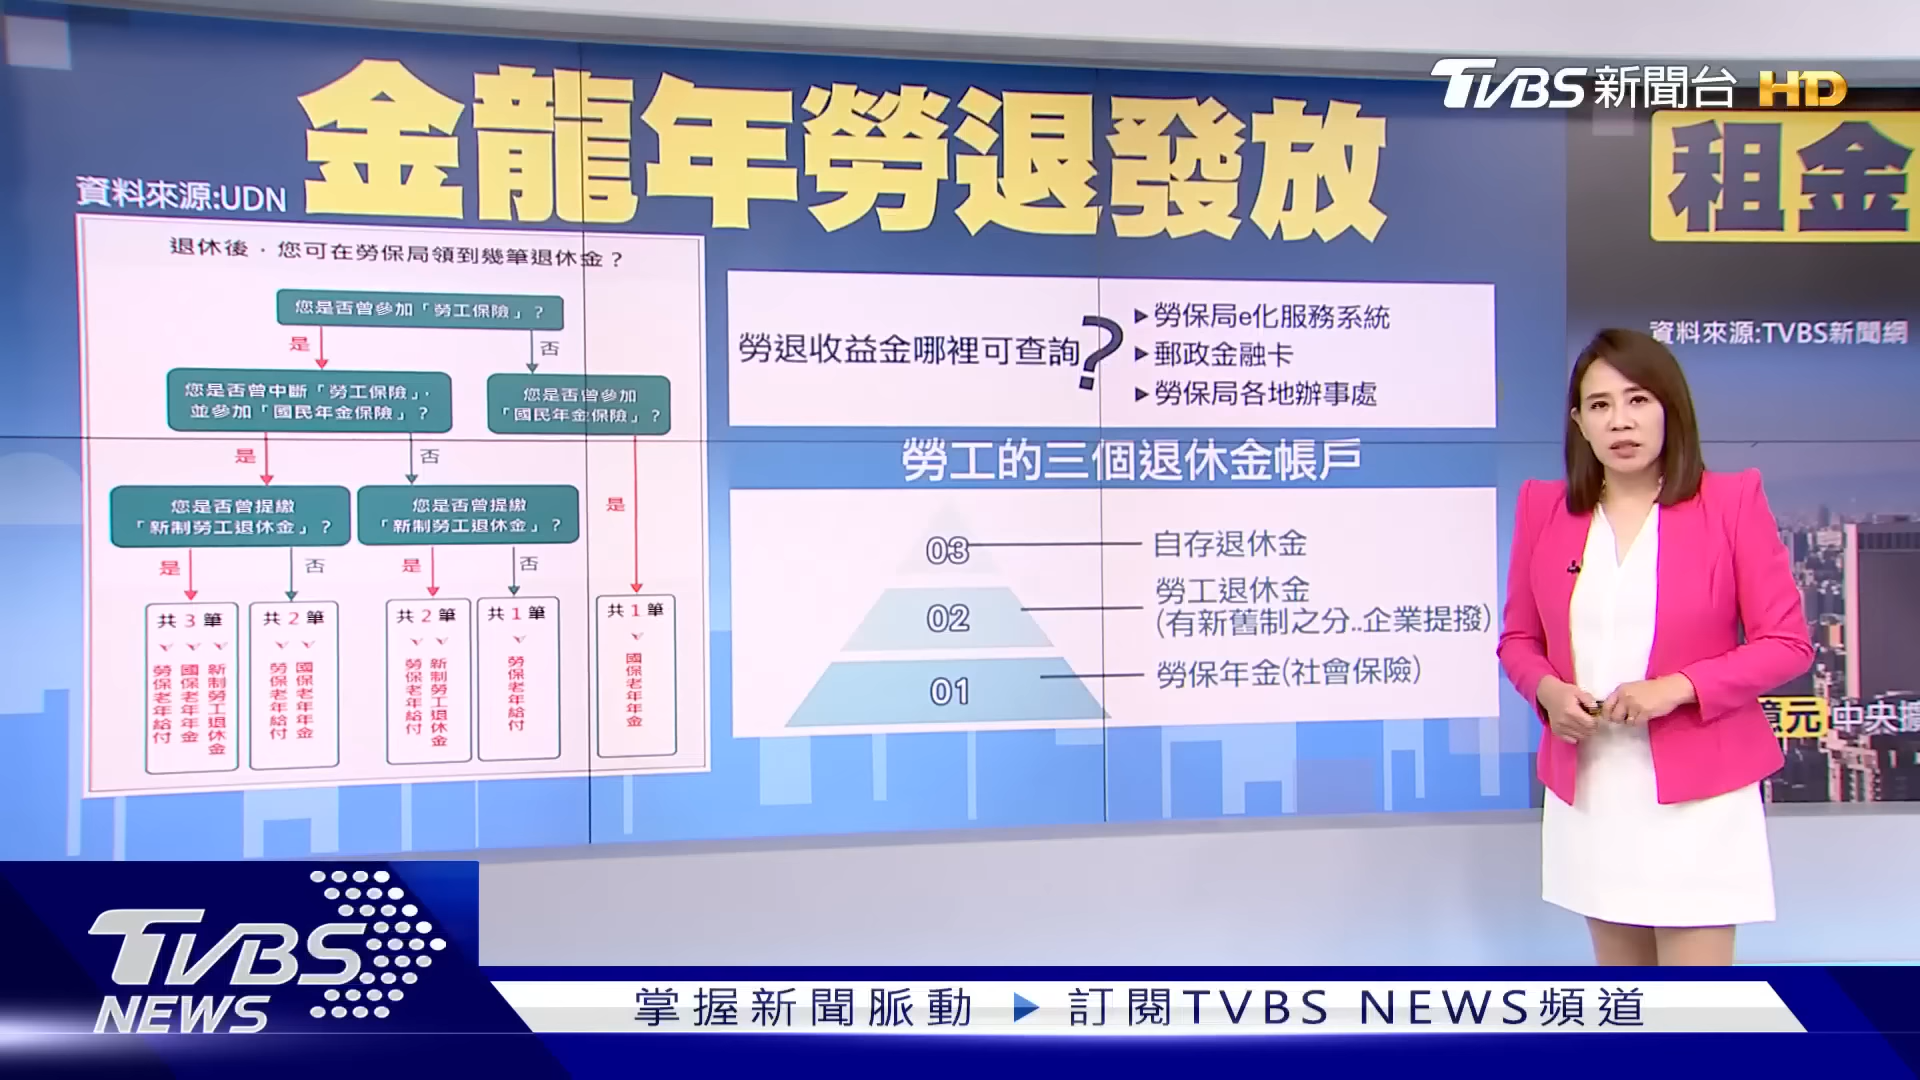 TVBS新聞台 HD
金龍年勞退發放
資料來源:UDN
退休後，您可在勞保局領到幾筆退休金？
您是否曾參加「勞工保險」？
是
否
您是否曾中斷「勞工保險」，
並參加「國民年金保險」？
您是否曾參加
「國民年金保險」？
是
否
是
您是否曾提繳
「新制勞工退休金」？
您是否曾提繳
「新制勞工退休金」？
是
否
是
否
共3筆
勞保老年給付
國保老年年金
新制勞工退休金
共2筆
勞保老年給付
國保老年年金
共2筆
勞保老年給付
新制勞工退休金
共1筆
勞保老年給付
共1筆
國保老年年金
勞退收益金哪裡可查詢?
▶勞保局e化服務系統
▶郵政金融卡
▶勞保局各地辦事處
勞工的三個退休金帳戶
03
自存退休金
02
勞工退休金
(有新舊制之分..企業提撥)
01
勞保年金(社會保險)
租金
資料來源:TVBS新聞網
億元 中央擴
TVBS
NEWS
掌握新聞脈動 ▶ 訂閱TVBS NEWS頻道